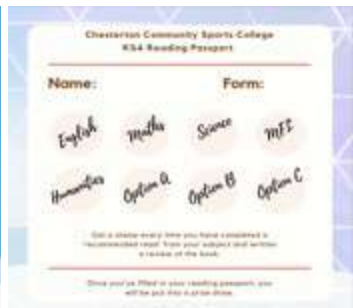 Chesterton Community Sports College
KS4 Reading Passport
Name: Form:
English Maths Science MFL
Humanities Option A Option B Option C
Get a stamp every time you have completed a
recommended read from your subject and written
a review of the book.
Once you've filled in your reading passport, you
will be put into a prize draw.